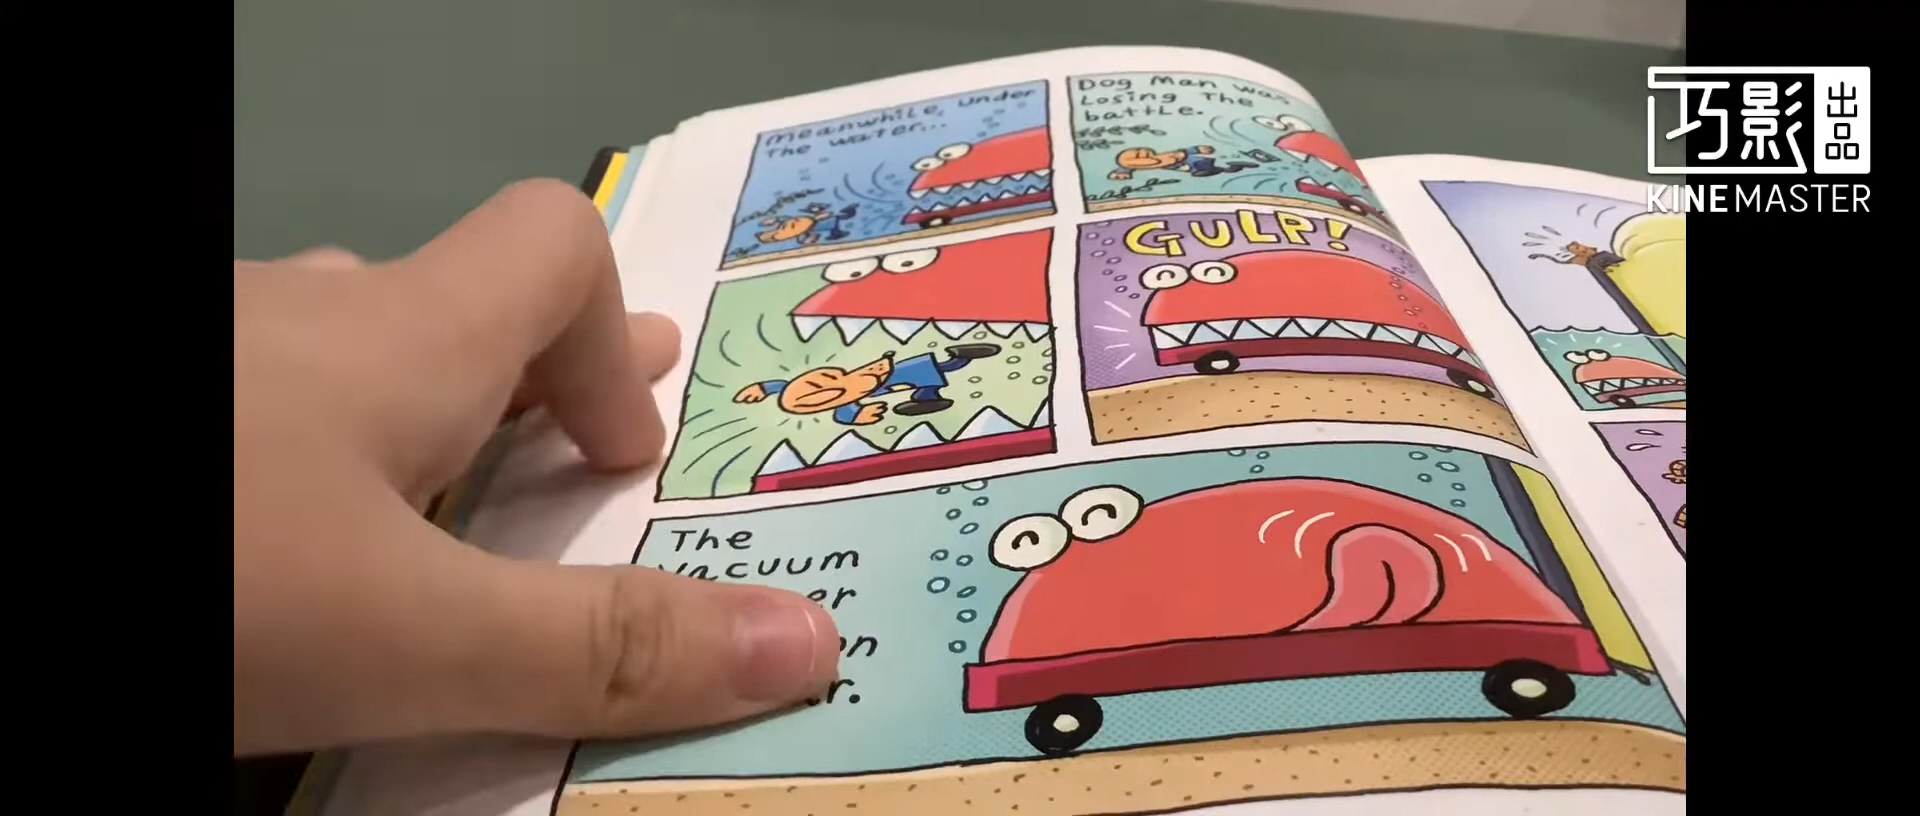 meanwhile, under
The water...
Dog Man was
Losing The
battle.
GULP!
The
vacuum
巧影
出品
KINEMASTER